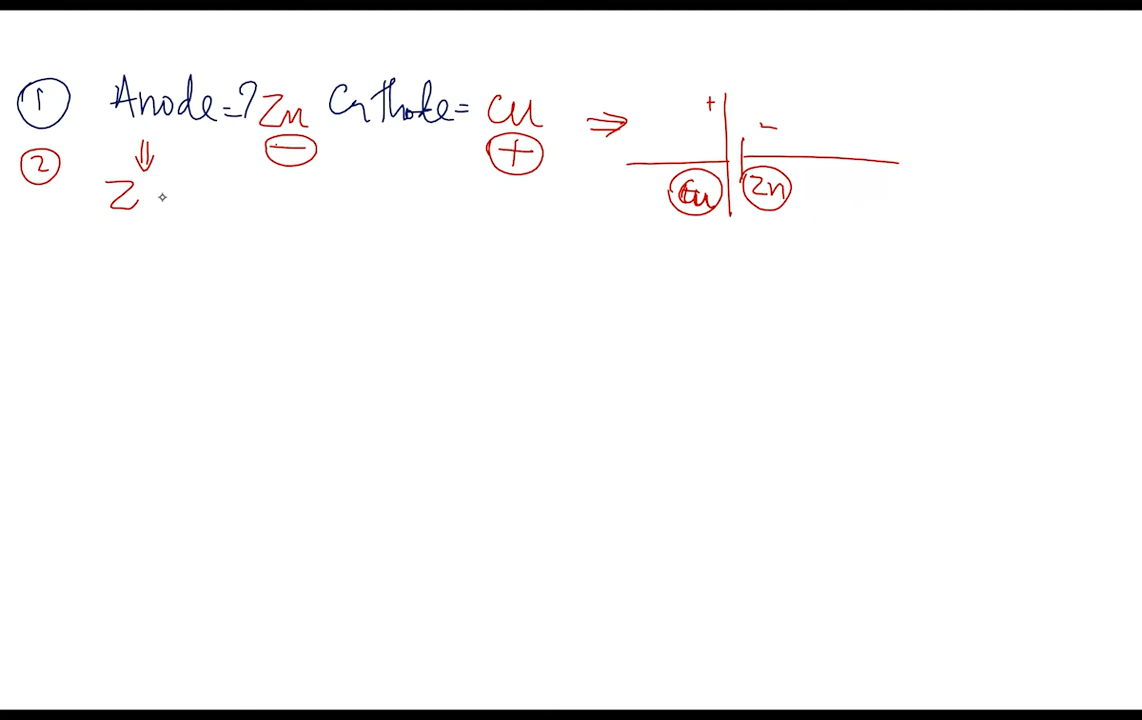 ① Anode=? Zn Cathode= Cu ⇒ + -
⊖ ⊕
② ⇓ Cu Zn
Z